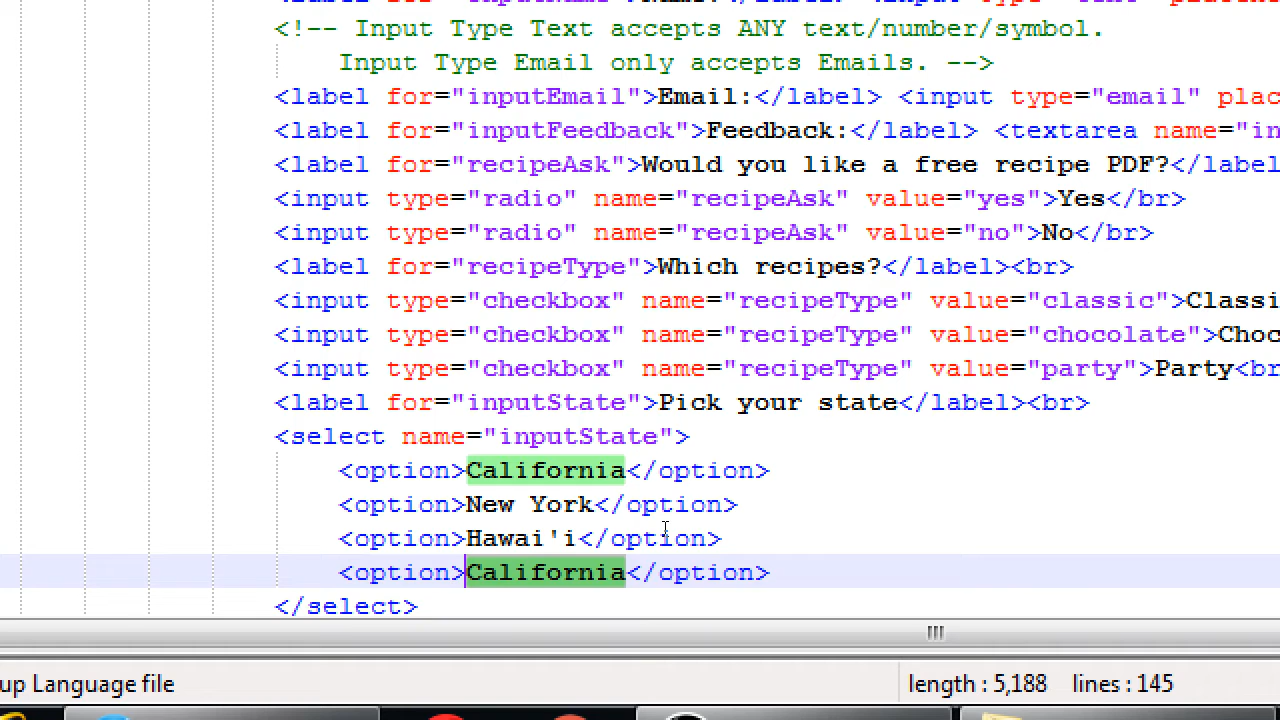 <!-- Input Type Text accepts ANY text/number/symbol.
Input Type Email only accepts Emails. -->
<label for="inputEmail">Email:</label> <input type="email" plac
<label for="inputFeedback">Feedback:</label> <textarea name="in
<label for="recipeAsk">Would you like a free recipe PDF?</label
<input type="radio" name="recipeAsk" value="yes">Yes</br>
<input type="radio" name="recipeAsk" value="no">No</br>
<label for="recipeType">Which recipes?</label><br>
<input type="checkbox" name="recipeType" value="classic">Classi
<input type="checkbox" name="recipeType" value="chocolate">Choc
<input type="checkbox" name="recipeType" value="party">Party<br
<label for="inputState">Pick your state</label><br>
<select name="inputState">
<option>California</option>
<option>New York</option>
<option>Hawai'i</option>
<option>California</option>
</select>
up Language file length : 5,188 lines : 145